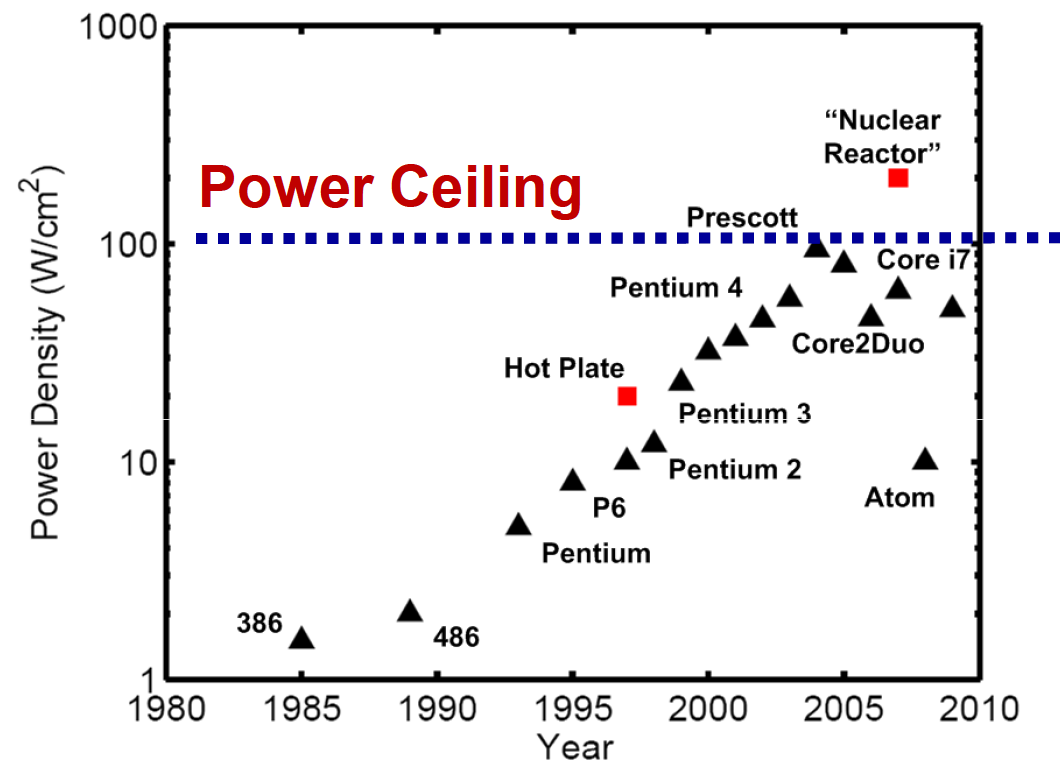 1000
“Nuclear
Reactor”
Power Ceiling
Prescott
100
Core i7
Pentium 4
Core2Duo
Hot Plate
Pentium 3
10
Pentium 2
Atom
P6
Pentium
386
486
1
1980 1985 1990 1995 2000 2005 2010
Year
Power Density (W/cm²)